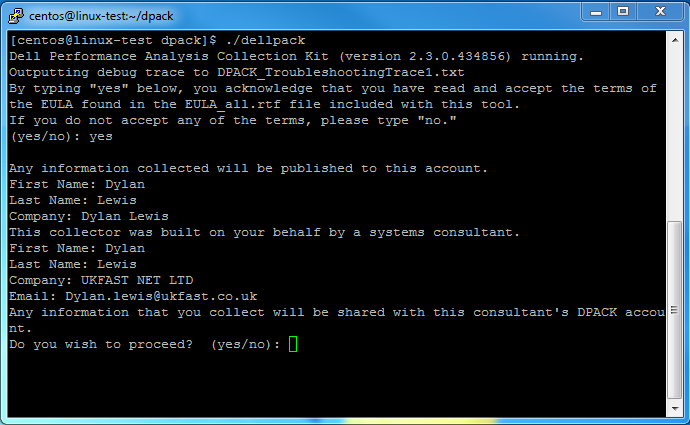 centos@linux-test:~/dpack
[centos@linux-test dpack]$ ./dellpack
Dell Performance Analysis Collection Kit (version 2.3.0.434856) running.
Outputting debug trace to DPACK_TroubleshootingTrace1.txt
By typing "yes" below, you acknowledge that you have read and accept the terms of
the EULA found in the EULA_all.rtf file included with this tool.
If you do not accept any of the terms, please type "no."
(yes/no): yes
Any information collected will be published to this account.
First Name: Dylan
Last Name: Lewis
Company: Dylan Lewis
This collector was built on your behalf by a systems consultant.
First Name: Dylan
Last Name: Lewis
Company: UKFAST NET LTD
Email: Dylan.lewis@ukfast.co.uk
Any information that you collect will be shared with this consultant's DPACK accou
nt.
Do you wish to proceed?  (yes/no):